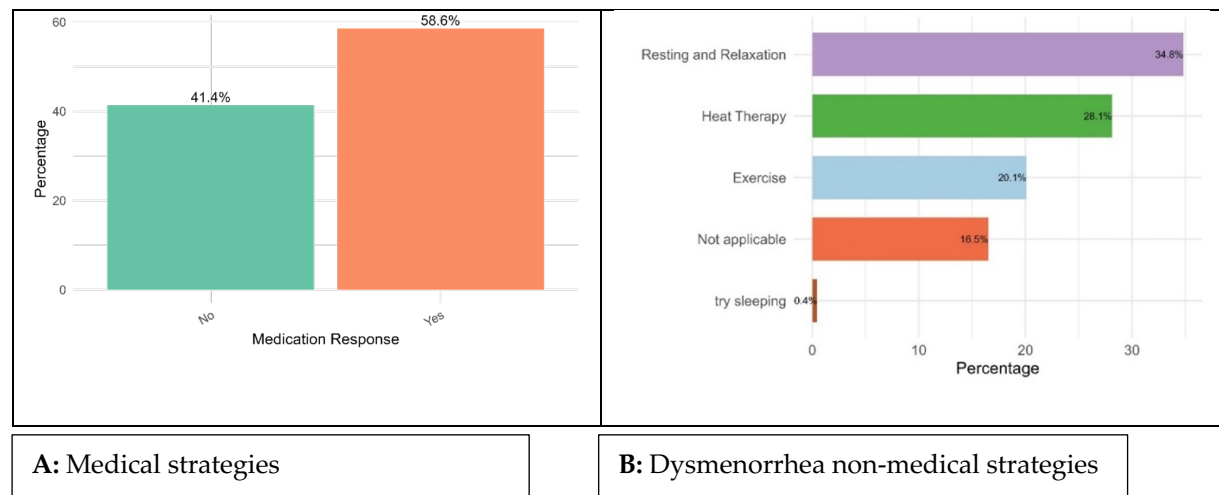 60
58.6%
41.4%
40
20
0
Percentage
No
Yes
Medication Response
Resting and Relaxation
34.8%
Heat Therapy
28.1%
Exercise
20.1%
Not applicable
16.5%
try sleeping
0.4%
0
10
20
30
Percentage
A: Medical strategies
B: Dysmenorrhea non-medical strategies